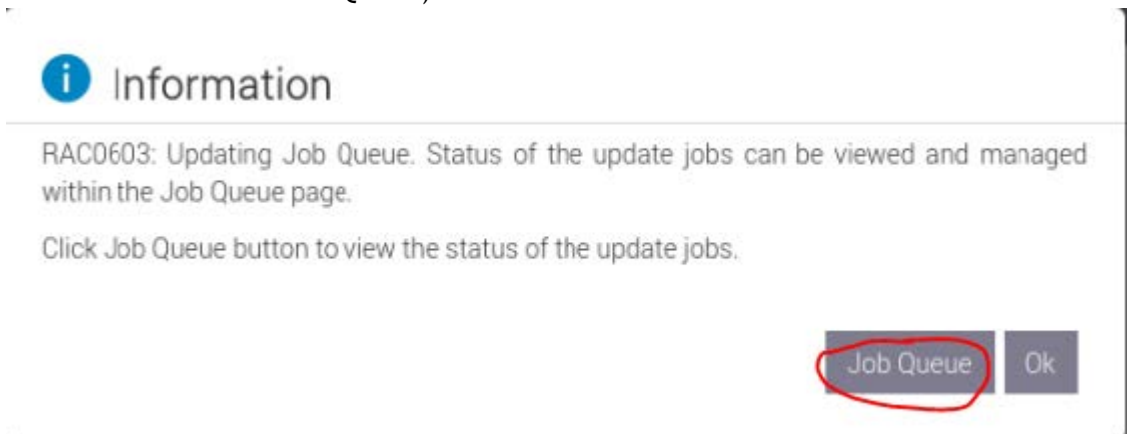 Information
RAC0603: Updating Job Queue. Status of the update jobs can be viewed and managed
within the Job Queue page.
Click Job Queue button to view the status of the update jobs.
Job Queue Ok